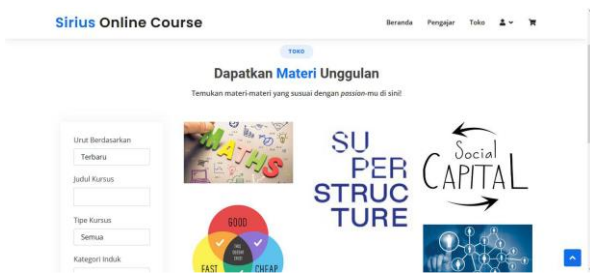 Sirius Online Course
Beranda Pengajar Toko
TOKO
Dapatkan Materi Unggulan
Temukan materi-materi yang susuai dengan passion-mu di sini!
Urut Berdasarkan
Terbaru
Judul Kursus
Tipe Kursus
Semua
Kategori Induk
MATHS
GOOD
FAST
CHEAP
SU
PER
STRUC
TURE
Social
CAPITAL